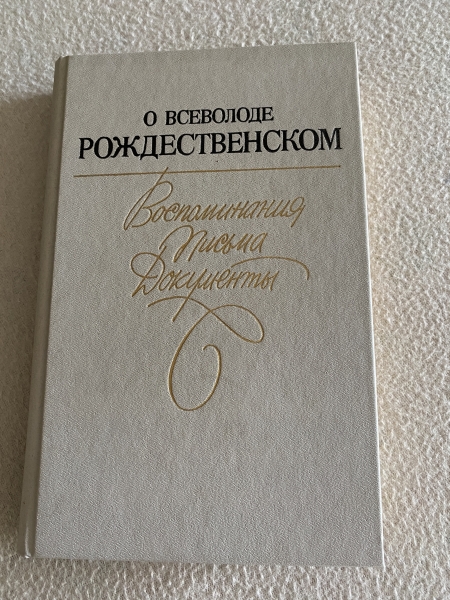 О ВСЕВОЛОДЕ
РОЖДЕСТВЕНСКОМ
Воспоминания
Письма
Документы